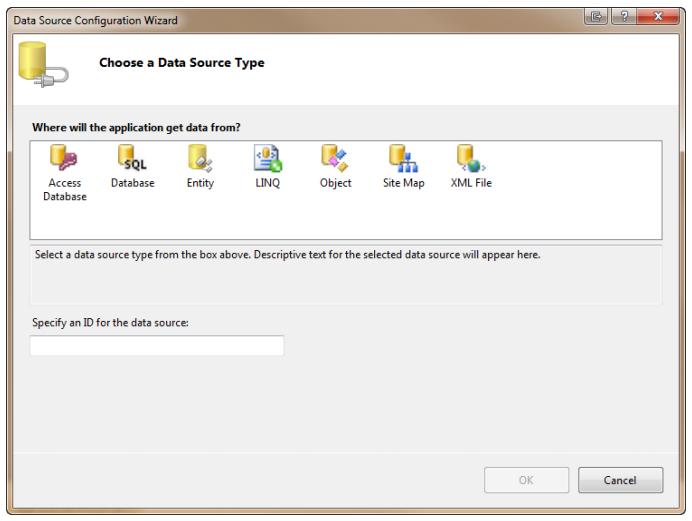 Data Source Configuration Wizard
Choose a Data Source Type
Where will the application get data from?
SQL
Access Database
Database
Entity
LINQ
Object
Site Map
XML File
Select a data source type from the box above. Descriptive text for the selected data source will appear here.
Specify an ID for the data source:
OK
Cancel